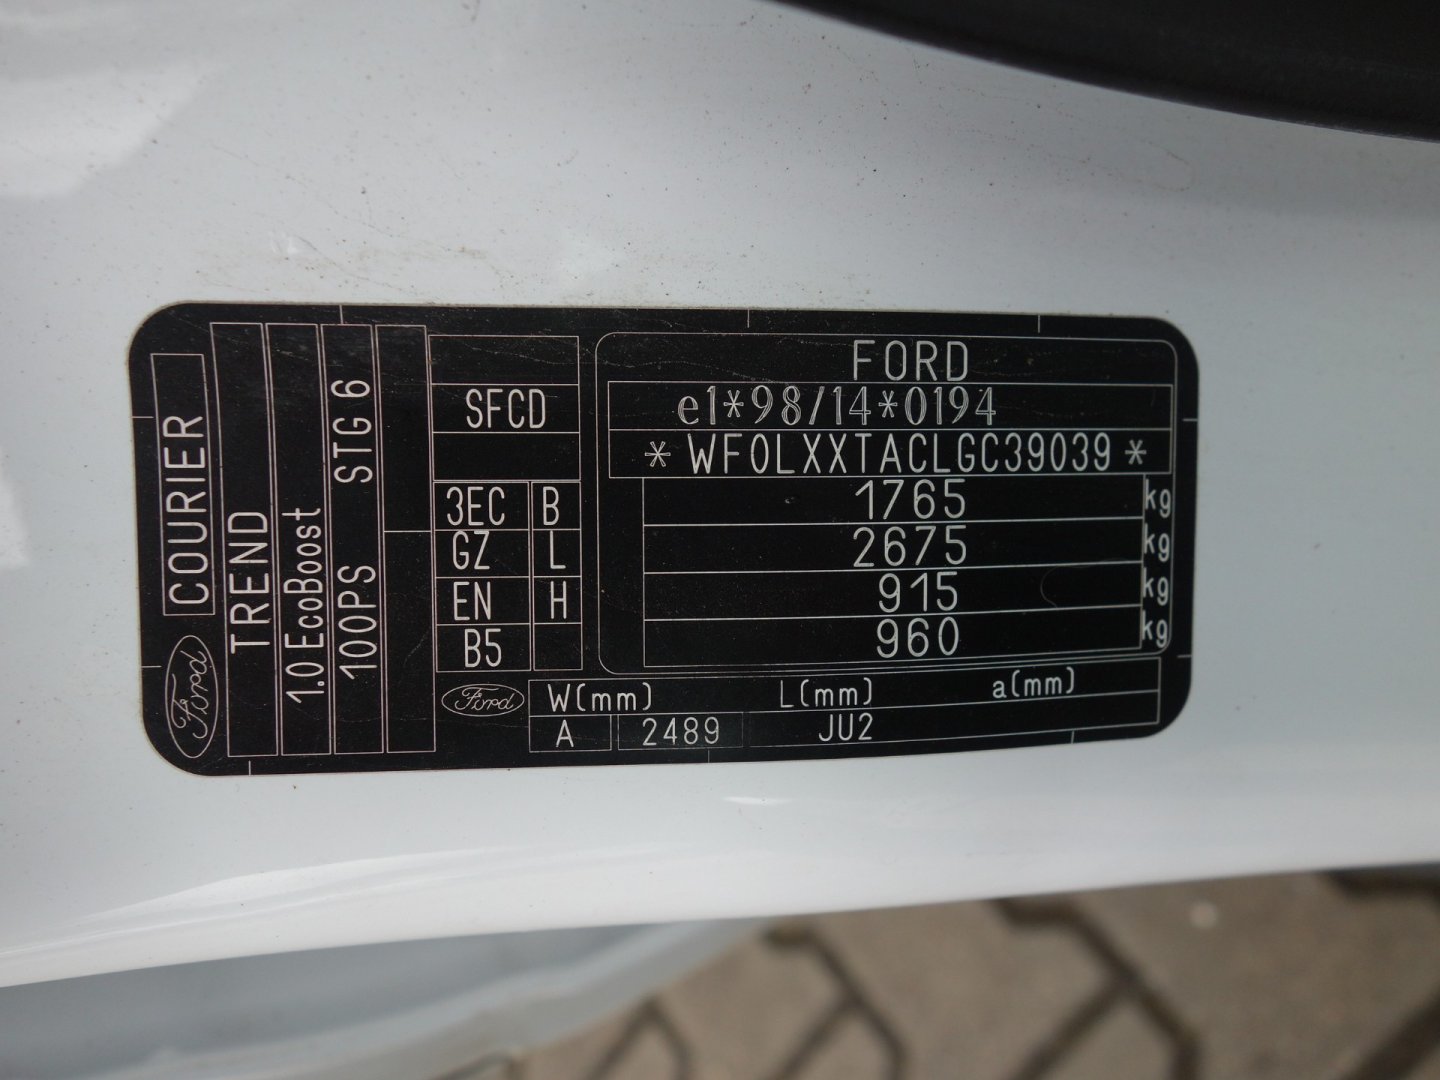 Ford
COURIER
TREND
1.0 EcoBoost
100PS STG 6
SFCD
3EC B
GZ L
EN H
B5
FORD
e1*98/14*0194
*WF0LXXTACLGC39039*
1765 kg
2675 kg
915 kg
960 kg
Ford
W(mm) L(mm) a(mm)
A 2489 JU2